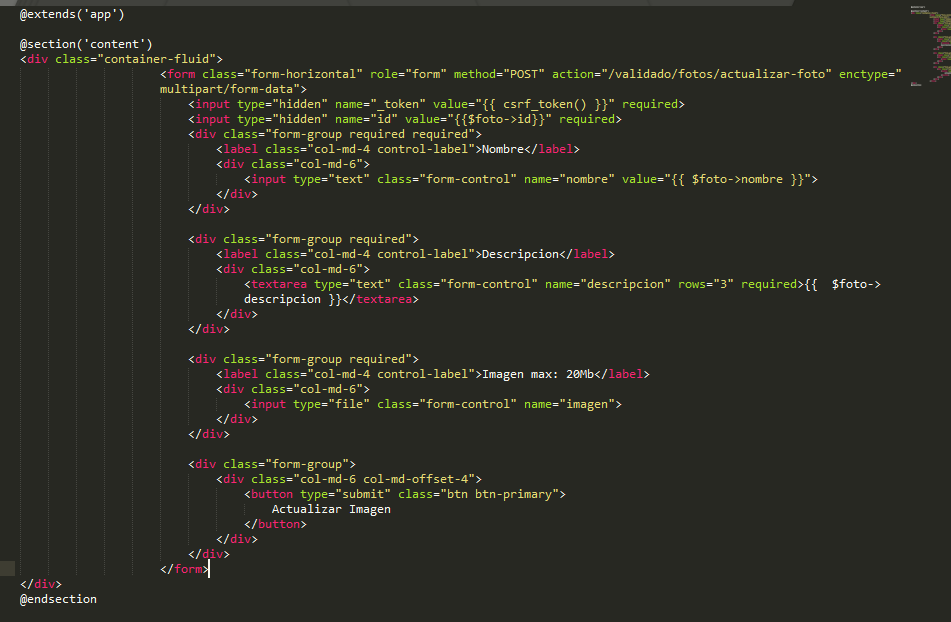 @extends('app')
@section('content')
<div class="container-fluid">
<form class="form-horizontal" role="form" method="POST" action="/validado/fotos/actualizar-foto" enctype="
multipart/form-data">
<input type="hidden" name="_token" value="{{ csrf_token() }}" required>
<input type="hidden" name="id" value="{{$foto->id}}" required>
<div class="form-group required required">
<label class="col-md-4 control-label">Nombre</label>
<div class="col-md-6">
<input type="text" class="form-control" name="nombre" value="{{ $foto->nombre }}">
</div>
</div>
<div class="form-group required">
<label class="col-md-4 control-label">Descripcion</label>
<div class="col-md-6">
<textarea type="text" class="form-control" name="descripcion" rows="3" required>{{  $foto->
descripcion }}</textarea>
</div>
</div>
<div class="form-group required">
<label class="col-md-4 control-label">Imagen max: 20Mb</label>
<div class="col-md-6">
<input type="file" class="form-control" name="imagen">
</div>
</div>
<div class="form-group">
<div class="col-md-6 col-md-offset-4">
<button type="submit" class="btn btn-primary">
Actualizar Imagen
</button>
</div>
</div>
</form>
</div>
@endsection